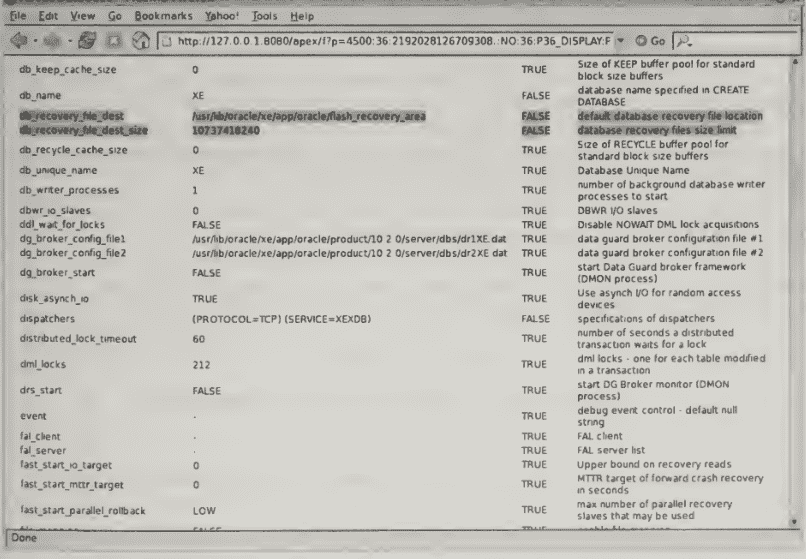 File Edit View Go Bookmarks Yahoo! Tools Help
http://127.0.0.1:8080/apex/f?p=4500:36:2192028126709308::NO:36:P36_DISPLAY:F Go
db_keep_cache_size 0 TRUE Size of KEEP buffer pool for standard
block size buffers
db_name XE FALSE database name specified in CREATE
DATABASE
db_recovery_file_dest /usr/lib/oracle/xe/app/oracle/flash_recovery_area FALSE default database recovery file location
db_recovery_file_dest_size 10737418240 FALSE database recovery files size limit
db_recycle_cache_size 0 TRUE Size of RECYCLE buffer pool for
standard block size buffers
db_unique_name XE TRUE Database Unique Name
db_writer_processes 1 TRUE number of background database writer
processes to start
dbwr_io_slaves 0 TRUE DBWR I/O slaves
ddl_wait_for_locks FALSE TRUE Disable NOWAIT DML lock acquisitions
dg_broker_config_file1 /usr/lib/oracle/xe/app/oracle/product/10 2 0/server/dbs/dr1XE.dat TRUE data guard broker configuration file #1
dg_broker_config_file2 /usr/lib/oracle/xe/app/oracle/product/10 2 0/server/dbs/dr2XE.dat TRUE data guard broker configuration file #2
dg_broker_start FALSE TRUE start Data Guard broker framework
(DMON process)
disk_asynch_io TRUE TRUE Use asynch I/O for random access
devices
dispatchers (PROTOCOL=TCP) (SERVICE=XEXDB) FALSE specifications of dispatchers
distributed_lock_timeout 60 TRUE number of seconds a distributed
transaction waits for a lock
dml_locks 212 TRUE dml locks - one for each table modified
in a transaction
drs_start FALSE TRUE start DG Broker monitor (DMON
process)
event . TRUE debug event control - default null
string
fal_client . TRUE FAL client
fal_server . TRUE FAL server list
fast_start_io_target 0 TRUE Upper bound on recovery reads
fast_start_mttr_target 0 TRUE MTTR target of forward crash recovery
in seconds
fast_start_parallel_rollback LOW TRUE max number of parallel recovery
slaves that may be used
Done